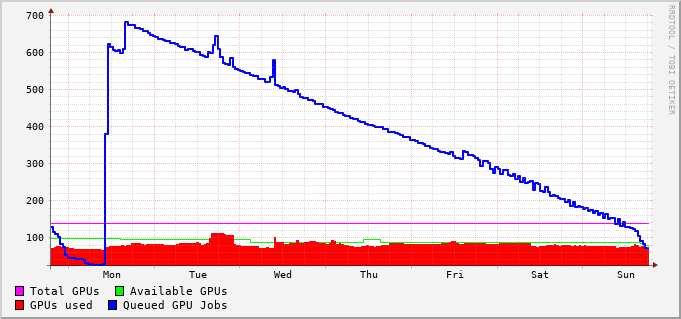 700
600
500
400
300
200
100
Mon Tue Wed Thu Fri Sat Sun
Total GPUs Available GPUs
GPUs used Queued GPU Jobs
RRDTOOL / TOBI OETIKER